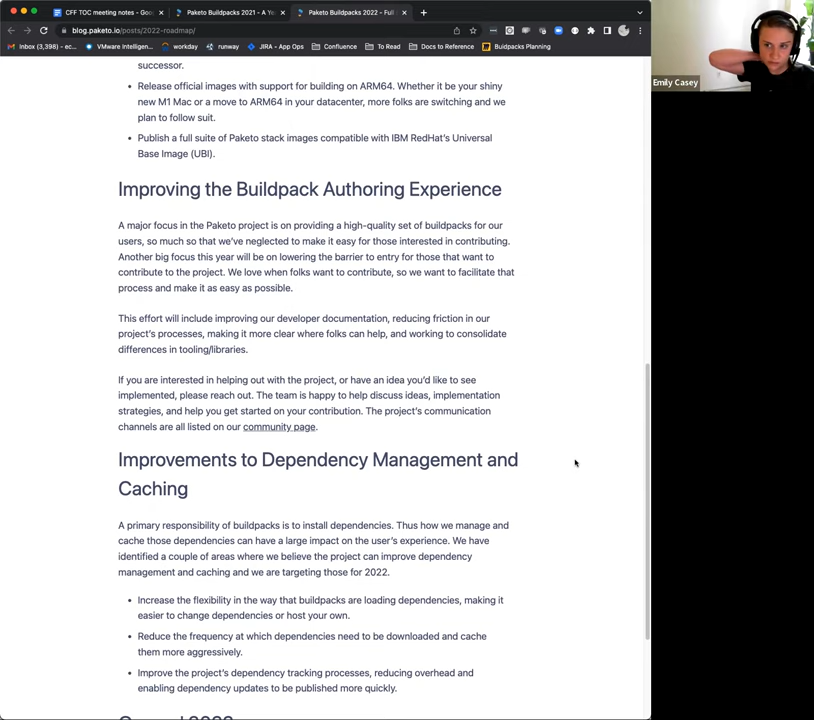 CFF TOC meeting notes - Goo
Paketo Buildpacks 2021 - A Ye
Paketo Buildpacks 2022 - Full
blog.paketo.io/posts/2022-roadmap/
Inbox (3,398) - ec...
VMware Intelligen...
workday
runway
JIRA - App Ops
Confluence
To Read
Docs to Reference
Buidpacks Planning
Emily Casey
successor.
• Release official images with support for building on ARM64. Whether it be your shiny
new M1 Mac or a move to ARM64 in your datacenter, more folks are switching and we
plan to follow suit.
• Publish a full suite of Paketo stack images compatible with IBM RedHat's Universal
Base Image (UBI).
Improving the Buildpack Authoring Experience
A major focus in the Paketo project is on providing a high-quality set of buildpacks for our
users, so much so that we've neglected to make it easy for those interested in contributing.
Another big focus this year will be on lowering the barrier to entry for those that want to
contribute to the project. We love when folks want to contribute, so we want to facilitate that
process and make it as easy as possible.
This effort will include improving our developer documentation, reducing friction in our
project's processes, making it more clear where folks can help, and working to consolidate
differences in tooling/libraries.
If you are interested in helping out with the project, or have an idea you'd like to see
implemented, please reach out. The team is happy to help discuss ideas, implementation
strategies, and help you get started on your contribution. The project's communication
channels are all listed on our community page.
Improvements to Dependency Management and
Caching
A primary responsibility of buildpacks is to install dependencies. Thus how we manage and
cache those dependencies can have a large impact on the user's experience. We have
identified a couple of areas where we believe the project can improve dependency
management and caching and we are targeting those for 2022.
• Increase the flexibility in the way that buildpacks are loading dependencies, making it
easier to change dependencies or host your own.
• Reduce the frequency at which dependencies need to be downloaded and cache
them more aggressively.
• Improve the project's dependency tracking processes, reducing overhead and
enabling dependency updates to be published more quickly.